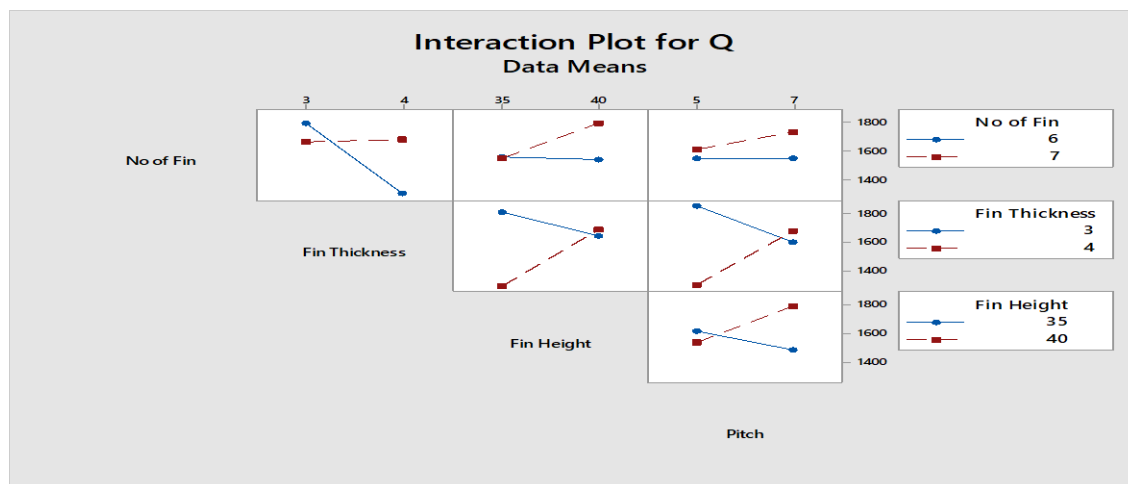 Interaction Plot for Q
Data Means
3 4 35 40 5 7
No of Fin
1800
1600
1400
No of Fin
6
7
Fin Thickness
1800
1600
1400
Fin Thickness
3
4
Fin Height
1800
1600
1400
Fin Height
35
40
Pitch